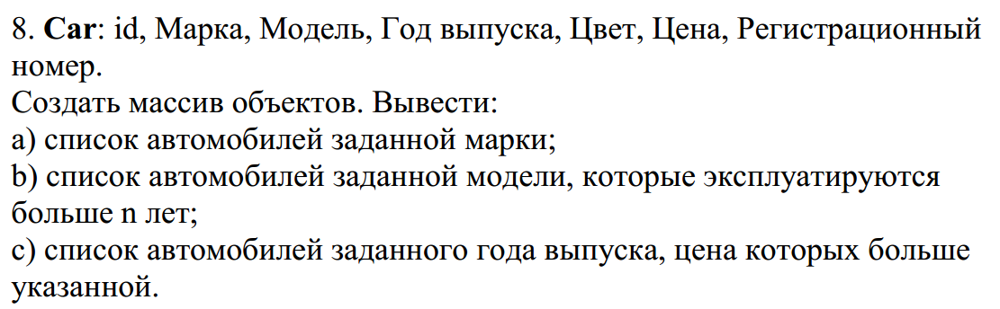 8. Car: id, Марка, Модель, Год выпуска, Цвет, Цена, Регистрационный
номер.
Создать массив объектов. Вывести:
a) список автомобилей заданной марки;
b) список автомобилей заданной модели, которые эксплуатируются
больше n лет;
c) список автомобилей заданного года выпуска, цена которых больше
указанной.